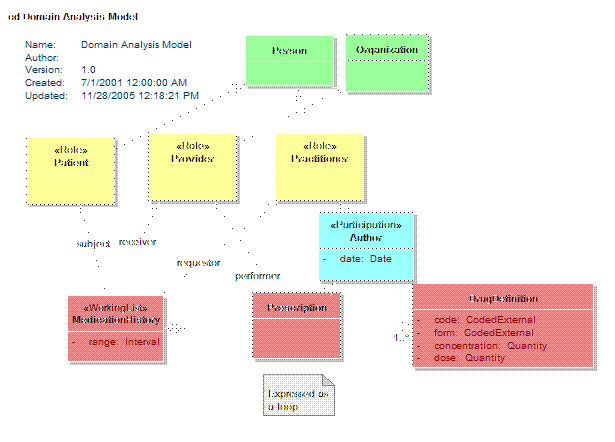 cd Domain Analysis Model
Name: Domain Analysis Model
Author:
Version: 1.0
Created: 7/1/2001 12:00:00 AM
Updated: 11/28/2005 12:18:21 PM
Person
Organization
«Role»
Patient
«Role»
Provider
«Role»
Practitioner
«Participation»
Author
- date: Date
subject
receiver
requestor
performer
«WorkingList»
MedicationHistory
- range: Interval
Prescription
DrugDefinition
- code: CodedExternal
- form: CodedExternal
- concentration: Quantity
- dose: Quantity
1..*
Expressed as
a loop